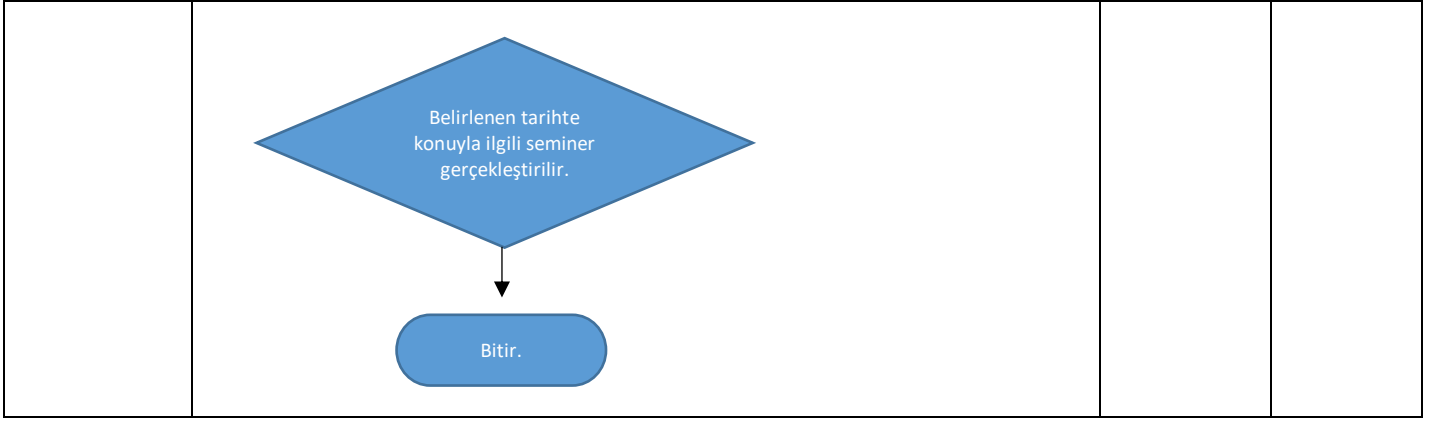 Belirlenen tarihte
konuyla ilgili seminer
gerçekleştirilir.
Bitir.